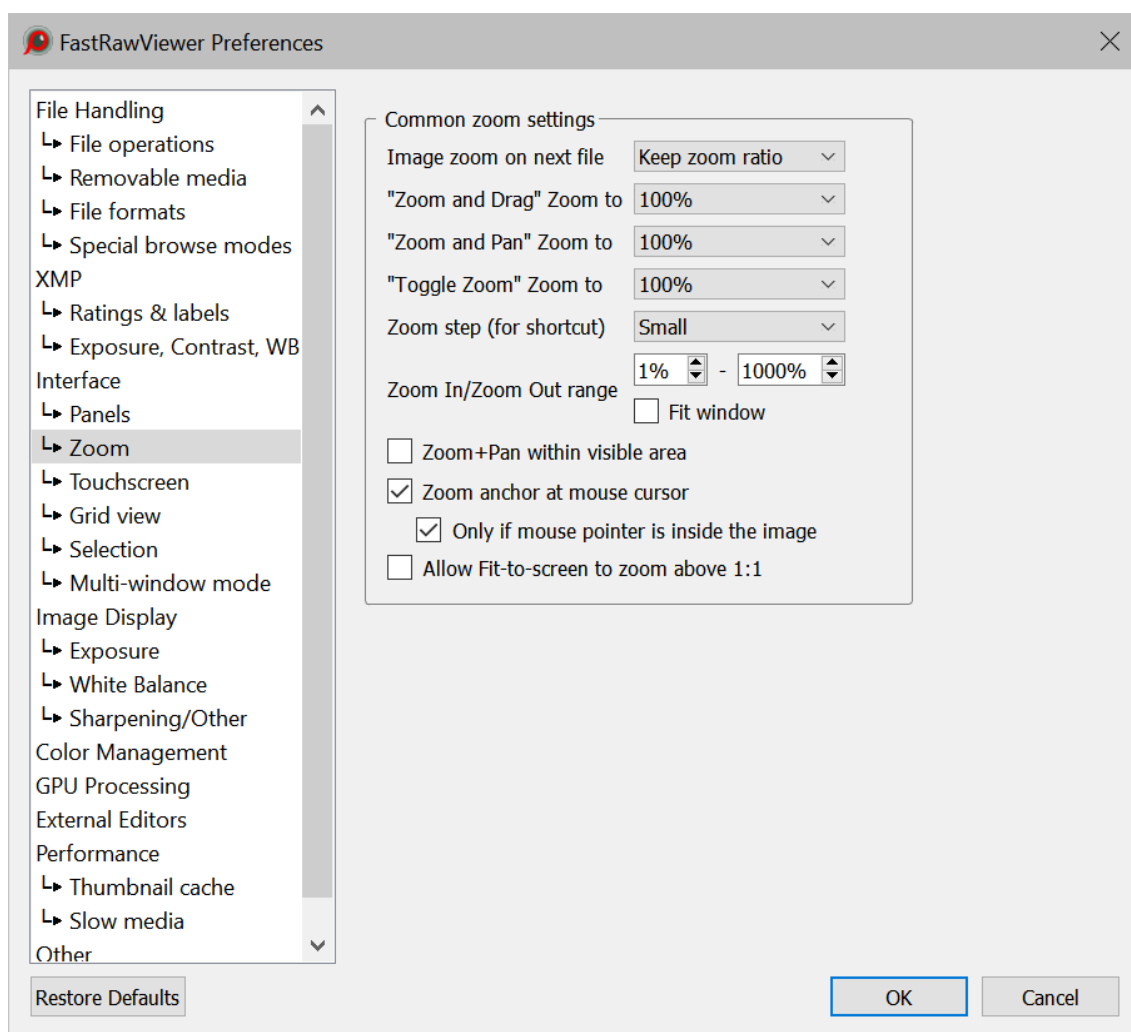 FastRawViewer Preferences
File Handling
File operations
Removable media
File formats
Special browse modes
XMP
Ratings & labels
Exposure, Contrast, WB
Interface
Panels
Zoom
Touchscreen
Grid view
Selection
Multi-window mode
Image Display
Exposure
White Balance
Sharpening/Other
Color Management
GPU Processing
External Editors
Performance
Thumbnail cache
Slow media
Other
Common zoom settings
Image zoom on next file Keep zoom ratio
"Zoom and Drag" Zoom to 100%
"Zoom and Pan" Zoom to 100%
"Toggle Zoom" Zoom to 100%
Zoom step (for shortcut) Small
Zoom In/Zoom Out range 1% - 1000%
Fit window
Zoom+Pan within visible area
Zoom anchor at mouse cursor
Only if mouse pointer is inside the image
Allow Fit-to-screen to zoom above 1:1
Restore Defaults OK Cancel